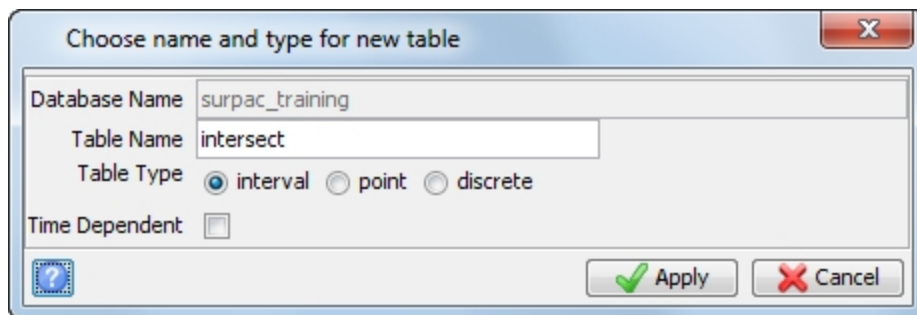 Choose name and type for new table
Database Name surpac_training
Table Name intersect
Table Type interval point discrete
Time Dependent
? Apply Cancel